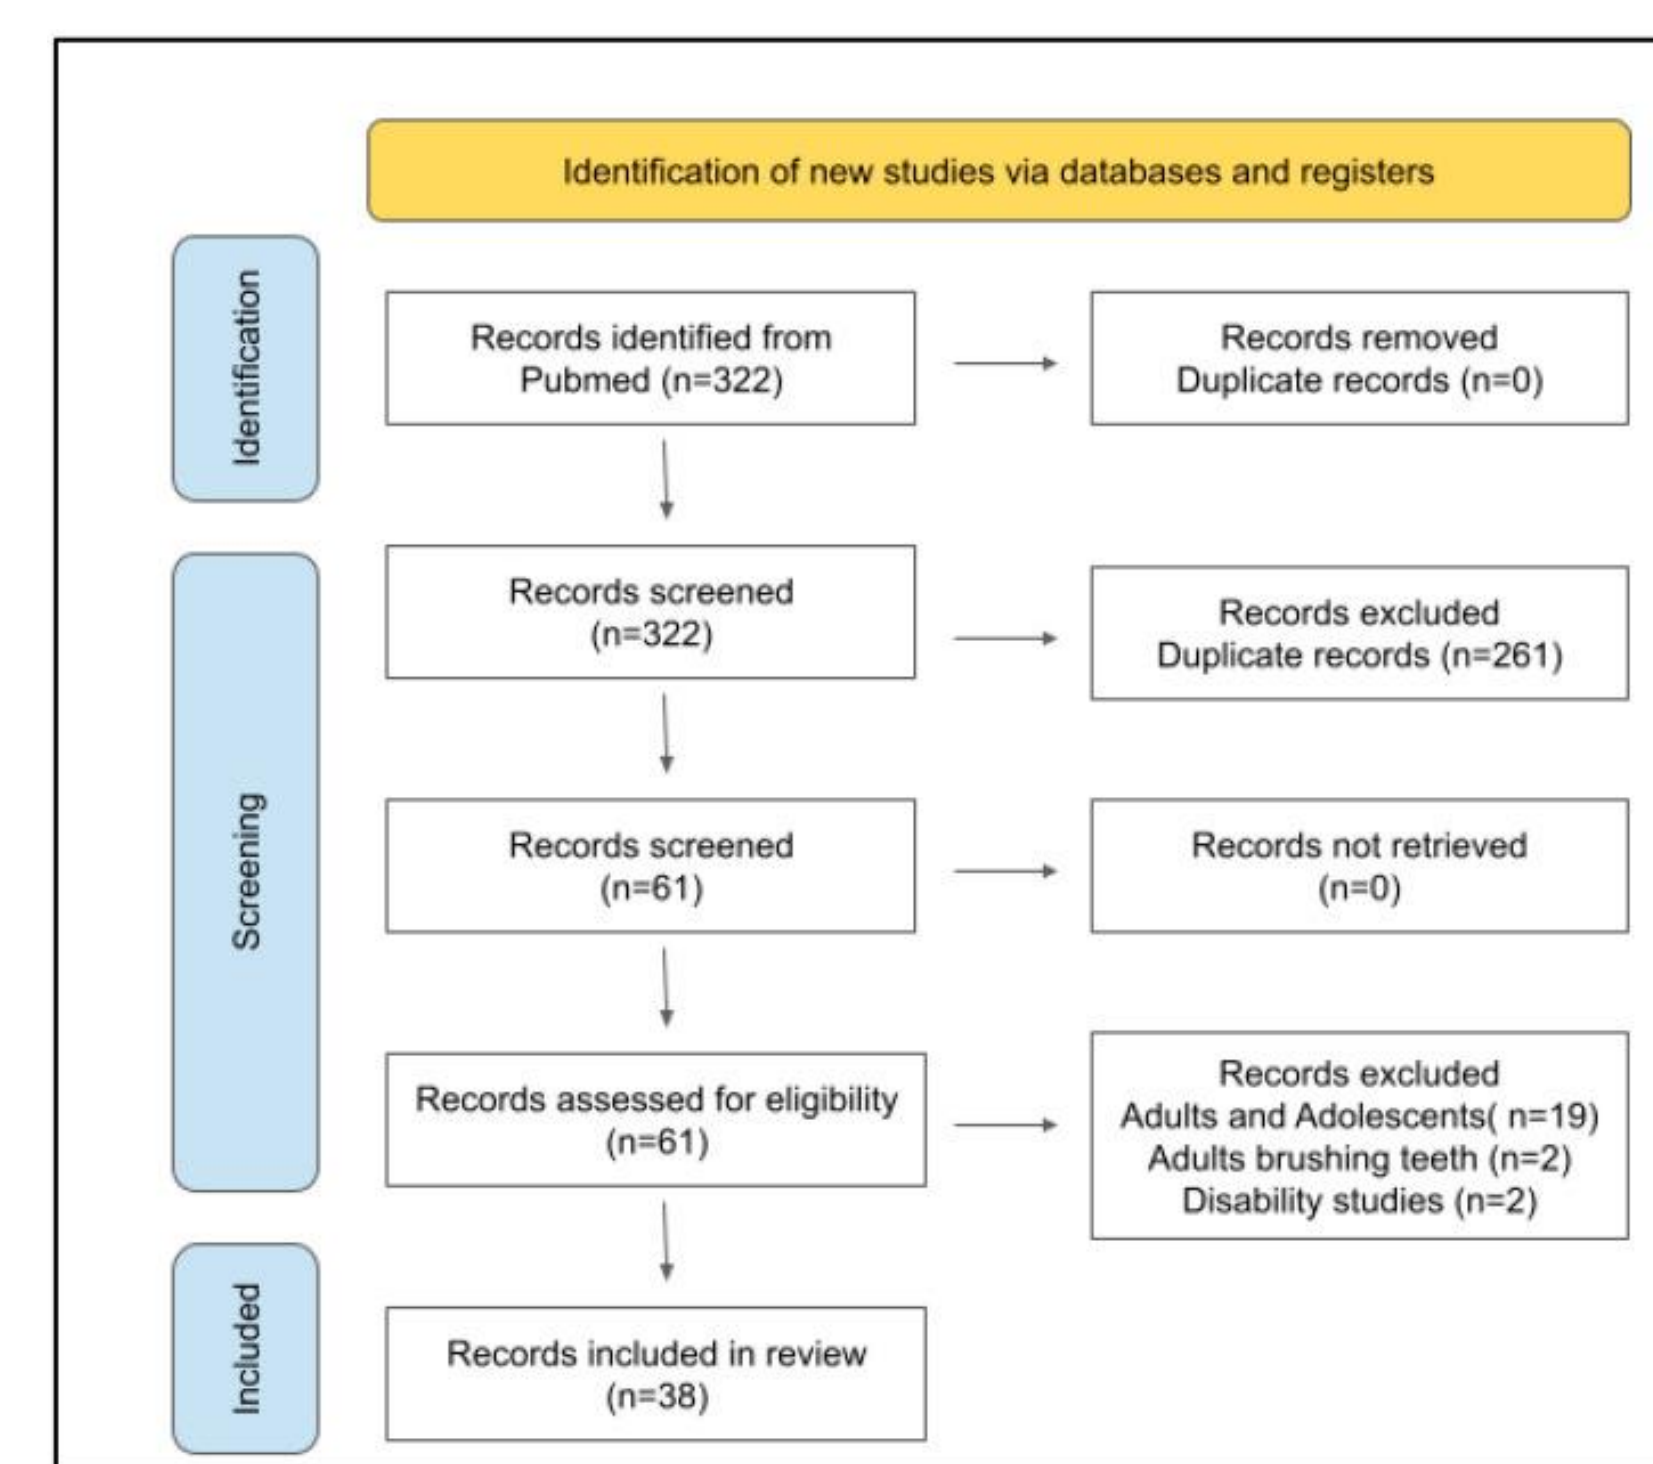 Identification of new studies via databases and registers
Identification
Records identified from
Pubmed (n=322)
Records removed
Duplicate records (n=0)
Screening
Records screened
(n=322)
Records excluded
Duplicate records (n=261)
Records screened
(n=61)
Records not retrieved
(n=0)
Records assessed for eligibility
(n=61)
Records excluded
Adults and Adolescents( n=19)
Adults brushing teeth (n=2)
Disability studies (n=2)
Included
Records included in review
(n=38)